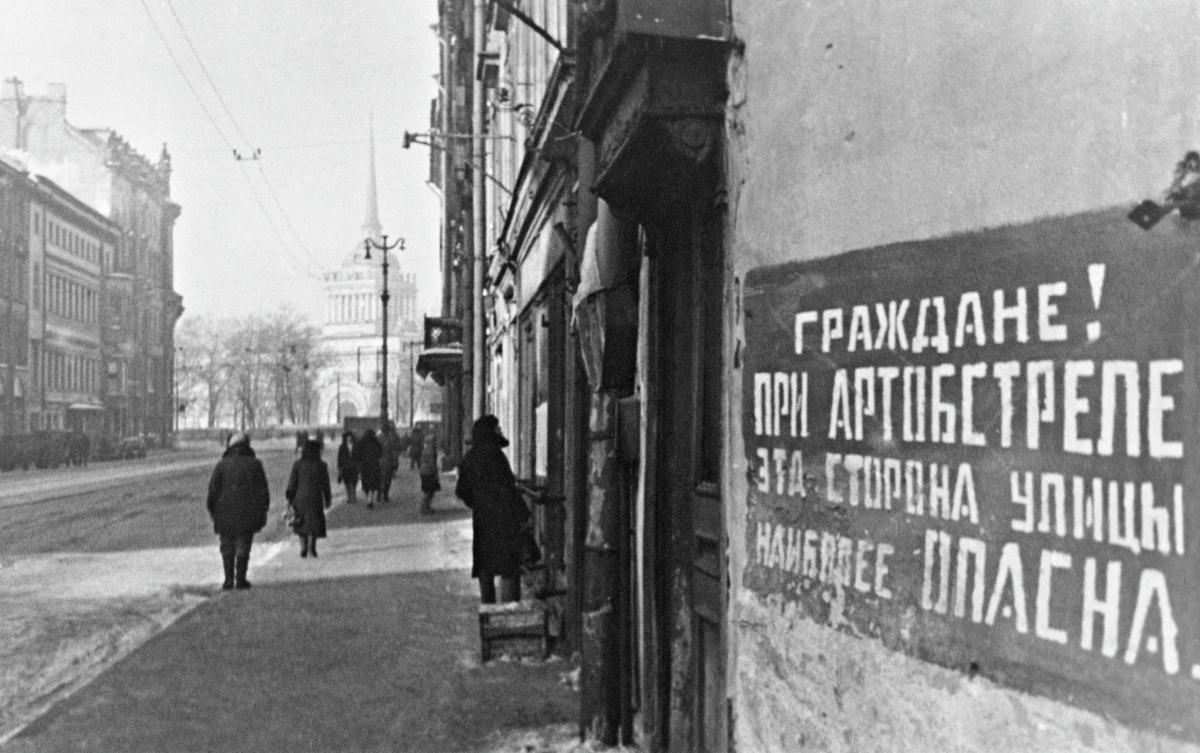 ГРАЖДАНЕ!
ПРИ АРТОБСТРЕЛЕ
ЭТА СТОРОНА УЛИЦЫ
НАИБОЛЕЕ ОПАСНА.